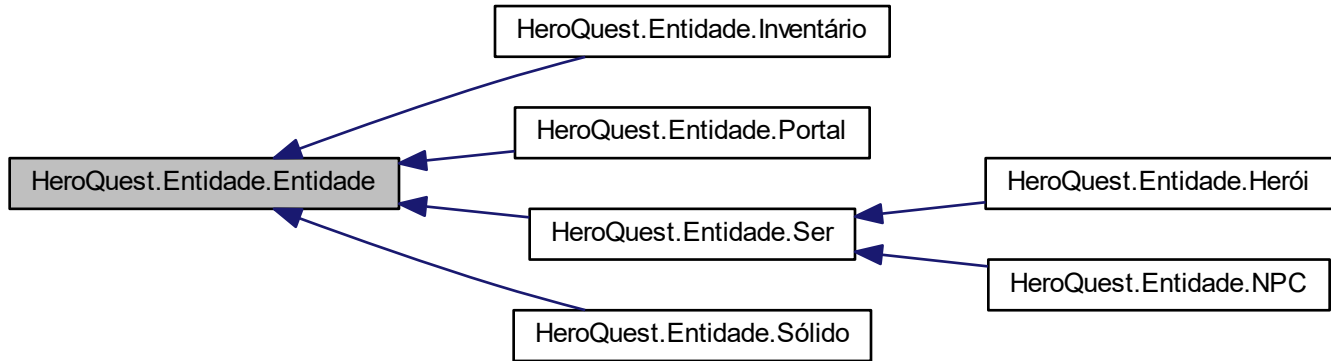 HeroQuest.Entidade.Inventário
HeroQuest.Entidade.Portal
HeroQuest.Entidade.Entidade
HeroQuest.Entidade.Herói
HeroQuest.Entidade.Ser
HeroQuest.Entidade.NPC
HeroQuest.Entidade.Sólido